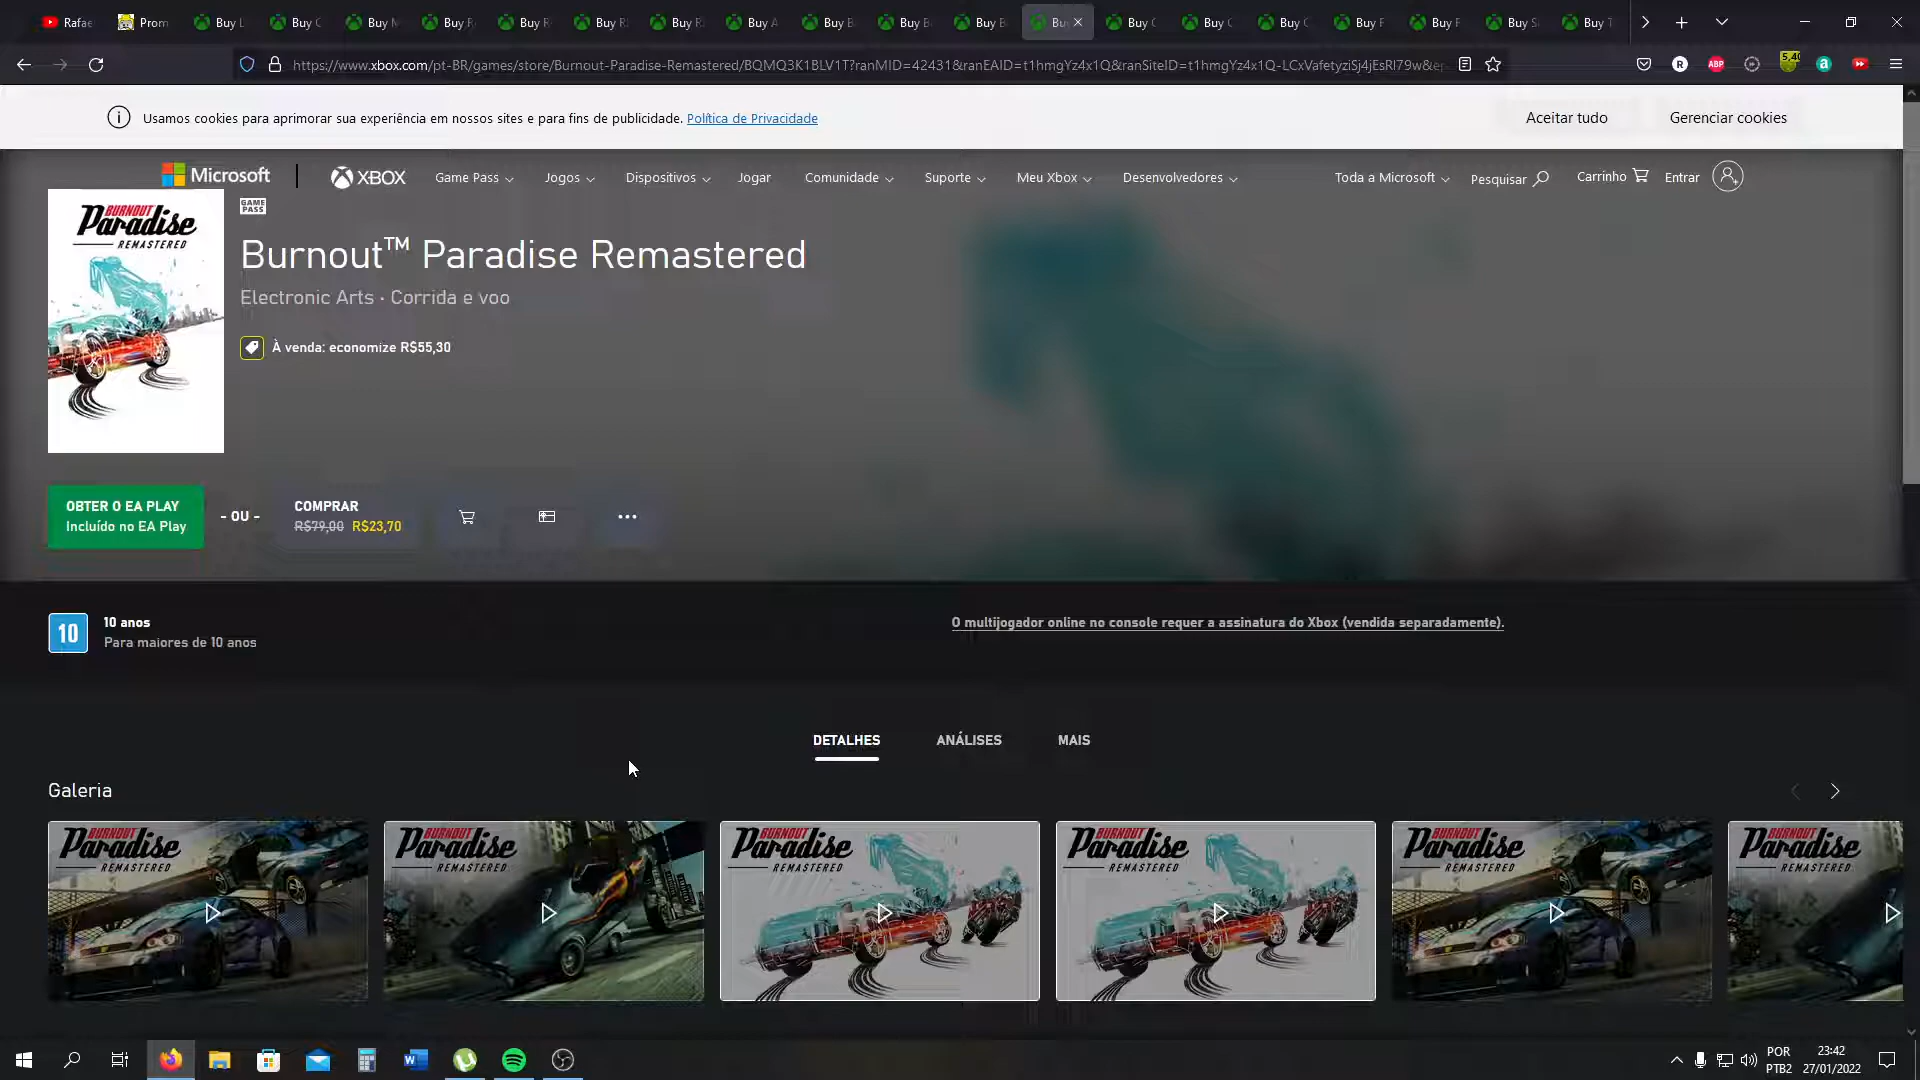 Rafae
Prom
Buy L
Buy C
Buy M
Buy R
Buy R
Buy R
Buy R
Buy A
Buy B
Buy B
Buy B
Buy
Buy C
Buy C
Buy C
Buy F
Buy F
Buy S
Buy T
https://www.xbox.com/pt-BR/games/store/Burnout-Paradise-Remastered/BQMQ3K1BLV1T?ranMID=42431&ranEAID=t1hmgYz4x1Q&ranSiteID=t1hmgYz4x1Q-LCxVafetyziSj4jEsRl79w&e
R
ABP
5,40
a
Usamos cookies para aprimorar sua experiência em nossos sites e para fins de publicidade. Política de Privacidade
Aceitar tudo
Gerenciar cookies
Microsoft
XBOX
Game Pass
Jogos
Dispositivos
Jogar
Comunidade
Suporte
Meu Xbox
Desenvolvedores
Toda a Microsoft
Pesquisar
Carrinho
Entrar
BURNOUT
Paradise
REMASTERED
GAME
PASS
Burnout™ Paradise Remastered
Electronic Arts • Corrida e voo
À venda: economize R$55,30
OBTER O EA PLAY
Incluído no EA Play
- OU -
COMPRAR
R$79,00 R$23,70
10
10 anos
Para maiores de 10 anos
O multijogador online no console requer a assinatura do Xbox (vendida separadamente).
DETALHES
ANÁLISES
MAIS
Galeria
BURNOUT
Paradise
REMASTERED
BURNOUT
Paradise
REMASTERED
BURNOUT
Paradise
REMASTERED
BURNOUT
Paradise
REMASTERED
BURNOUT
Paradise
REMASTERED
BURNOUT
Paradise
REMASTERED
POR
PTB2
23:42
27/01/2022